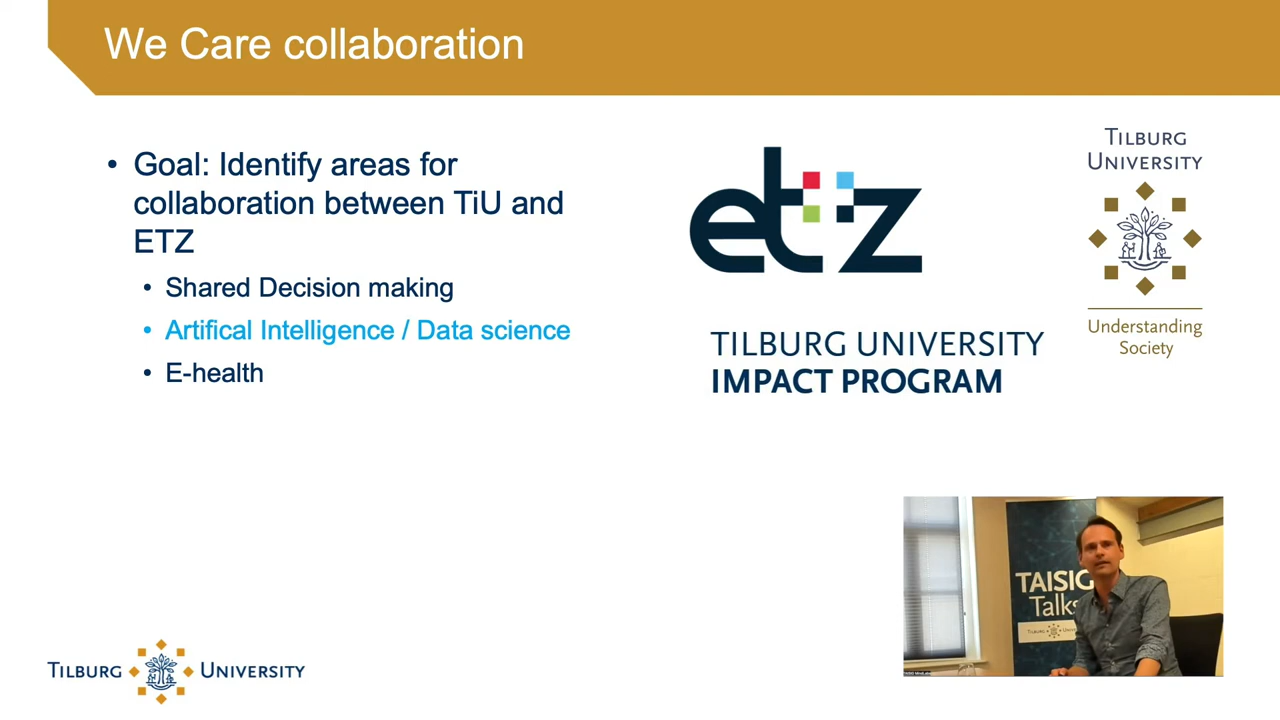 We Care collaboration
• Goal: Identify areas for
collaboration between TiU and
ETZ
• Shared Decision making
• Artifical Intelligence / Data science
• E-health
etz
TILBURG UNIVERSITY
IMPACT PROGRAM
TILBURG
UNIVERSITY
Understanding
Society
TAISIG
Talks
TILBURG UNIVERSITY